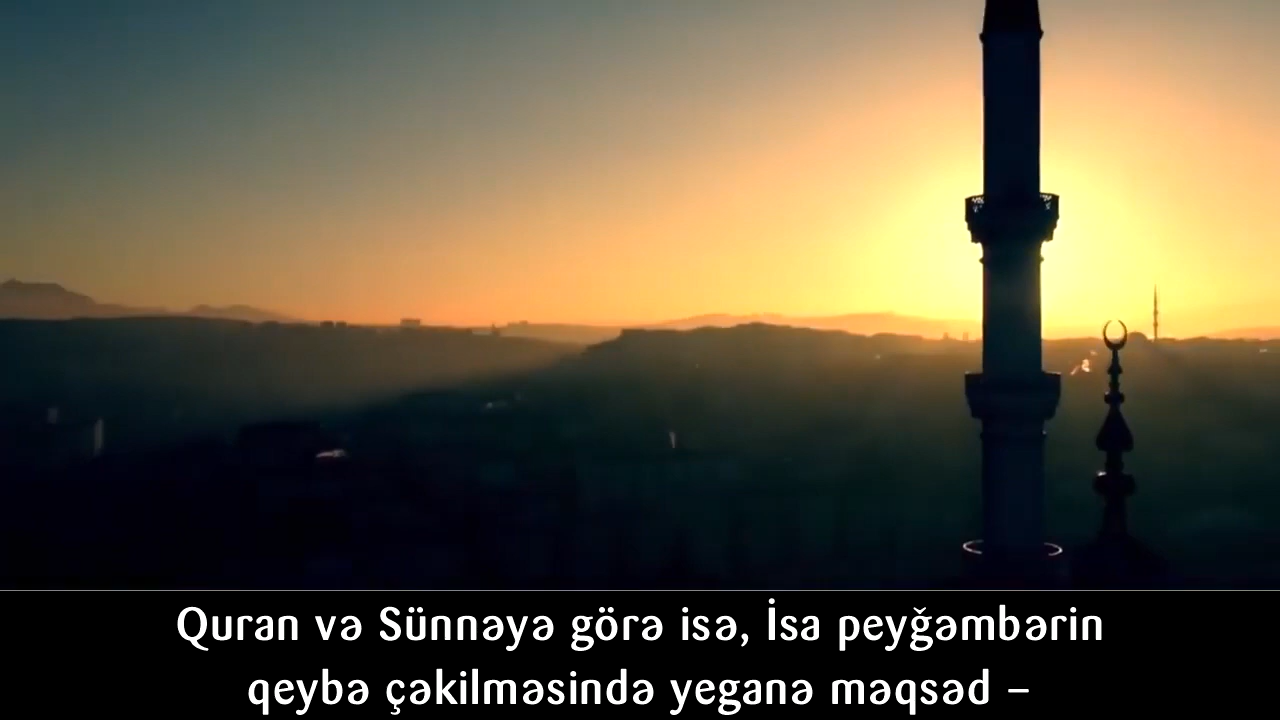 Quran və Sünnəyə görə isə, İsa peyğəmbərin
qeybə çəkilməsində yeganə məqsəd –